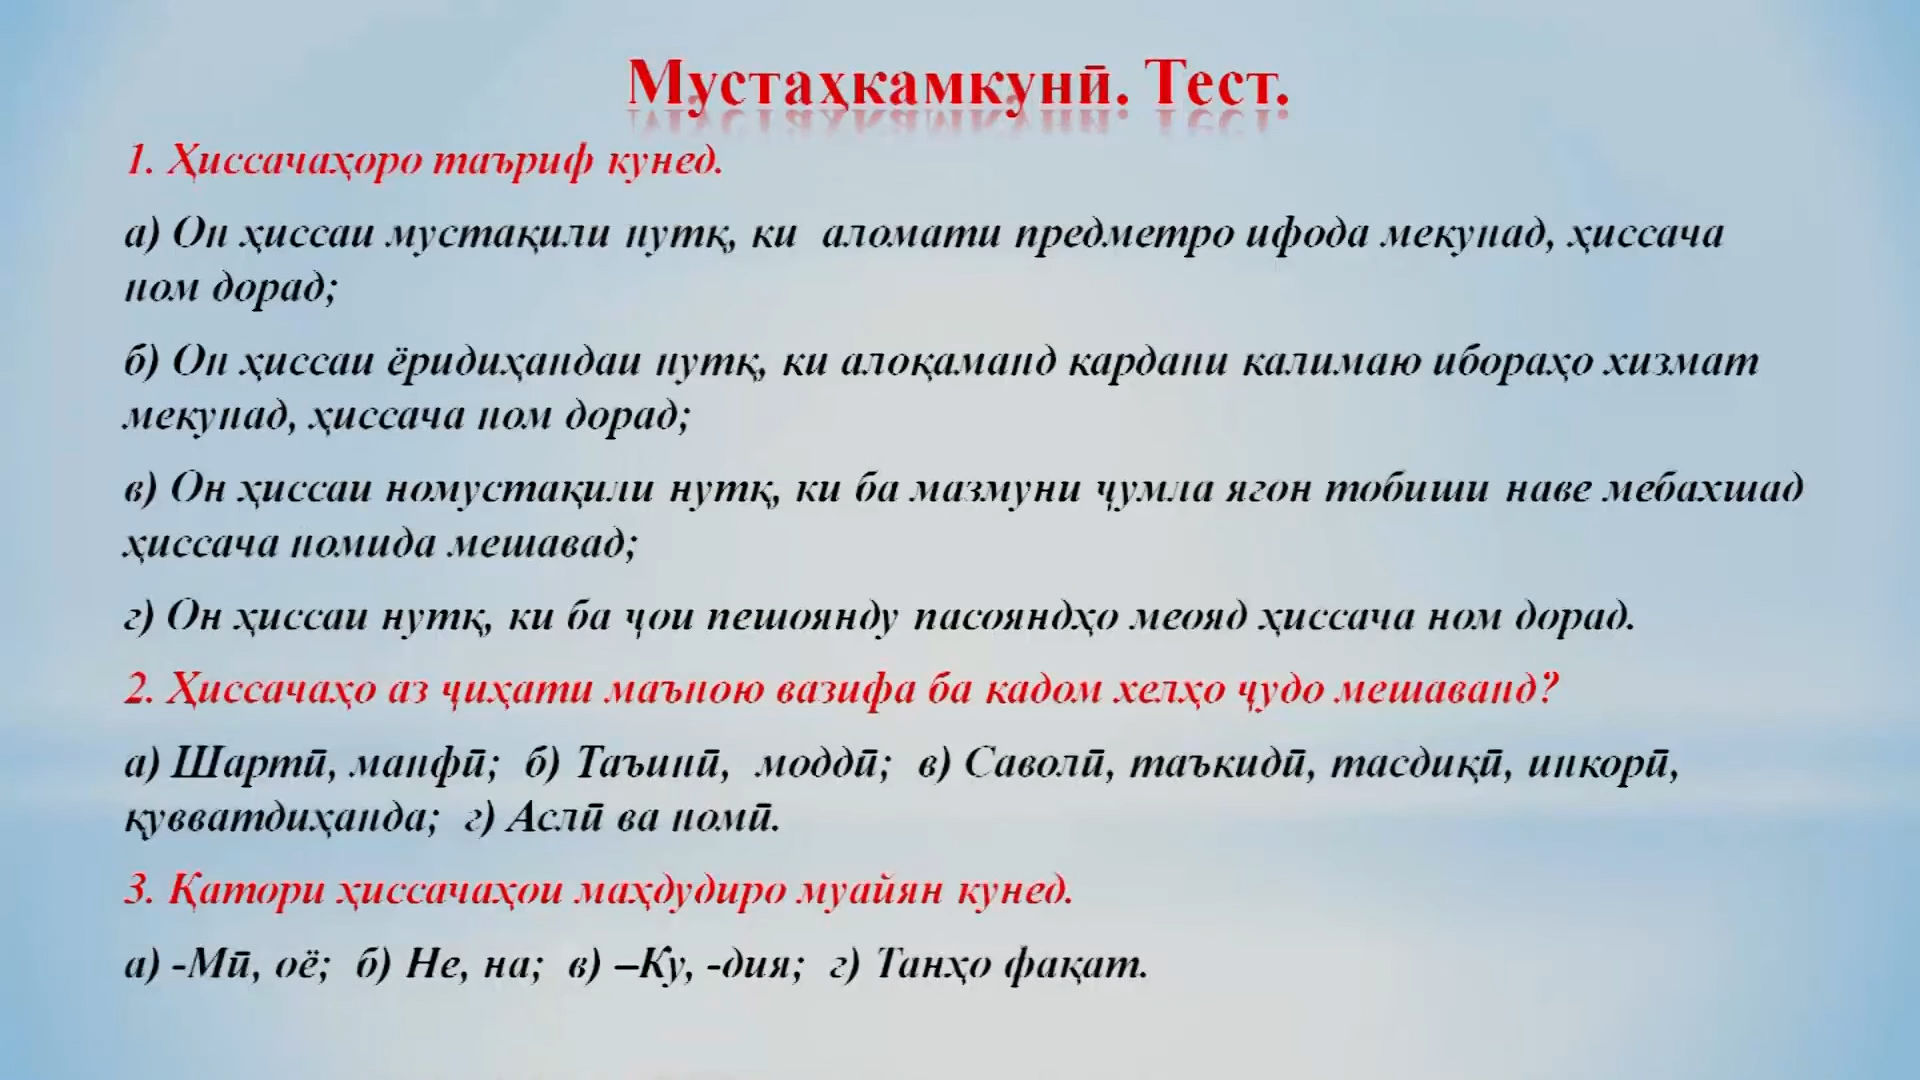 Мустаҳкамкунӣ. Тест.
1. Ҳиссачаҳоро таъриф кунед.
а) Он ҳиссаи мустақили нутқ, ки аломати предметро ифода мекунад, ҳиссача
ном дорад;
б) Он ҳиссаи ёридиҳандаи нутқ, ки алоқаманд кардани калимаю ибораҳо хизмат
мекунад, ҳиссача ном дорад;
в) Он ҳиссаи номустақили нутқ, ки ба мазмуни ҷумла ягон тобиши наве мебахшад
ҳиссача номида мешавад;
г) Он ҳиссаи нутқ, ки ба ҷои пешоянду пасояндҳо меояд ҳиссача ном дорад.
2. Ҳиссачаҳо аз ҷиҳати маъною вазифа ба кадом хелҳо ҷудо мешаванд?
а) Шартӣ, манфӣ; б) Таъинӣ, моддӣ; в) Саволӣ, таъкидӣ, тасдиқӣ, инкорӣ,
қувватдиҳанда; г) Аслӣ ва номӣ.
3. Қатори ҳиссачаҳои маҳдудиро муайян кунед.
а) -Мӣ, оё; б) Не, на; в) –Ку, -дия; г) Танҳо фақат.